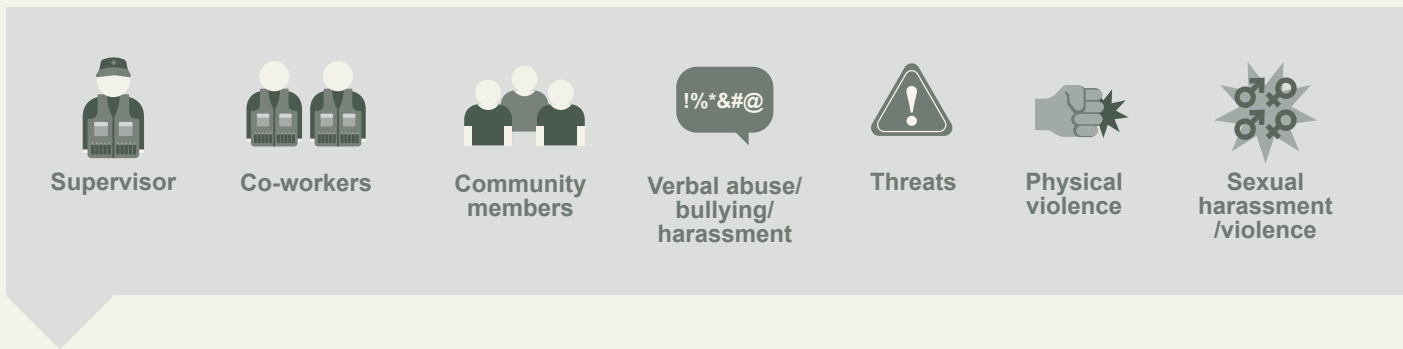 Supervisor
Co-workers
Community
members
!%*&#@
Verbal abuse/
bullying/
harassment
!
Threats
Physical
violence
Sexual
harassment
/violence